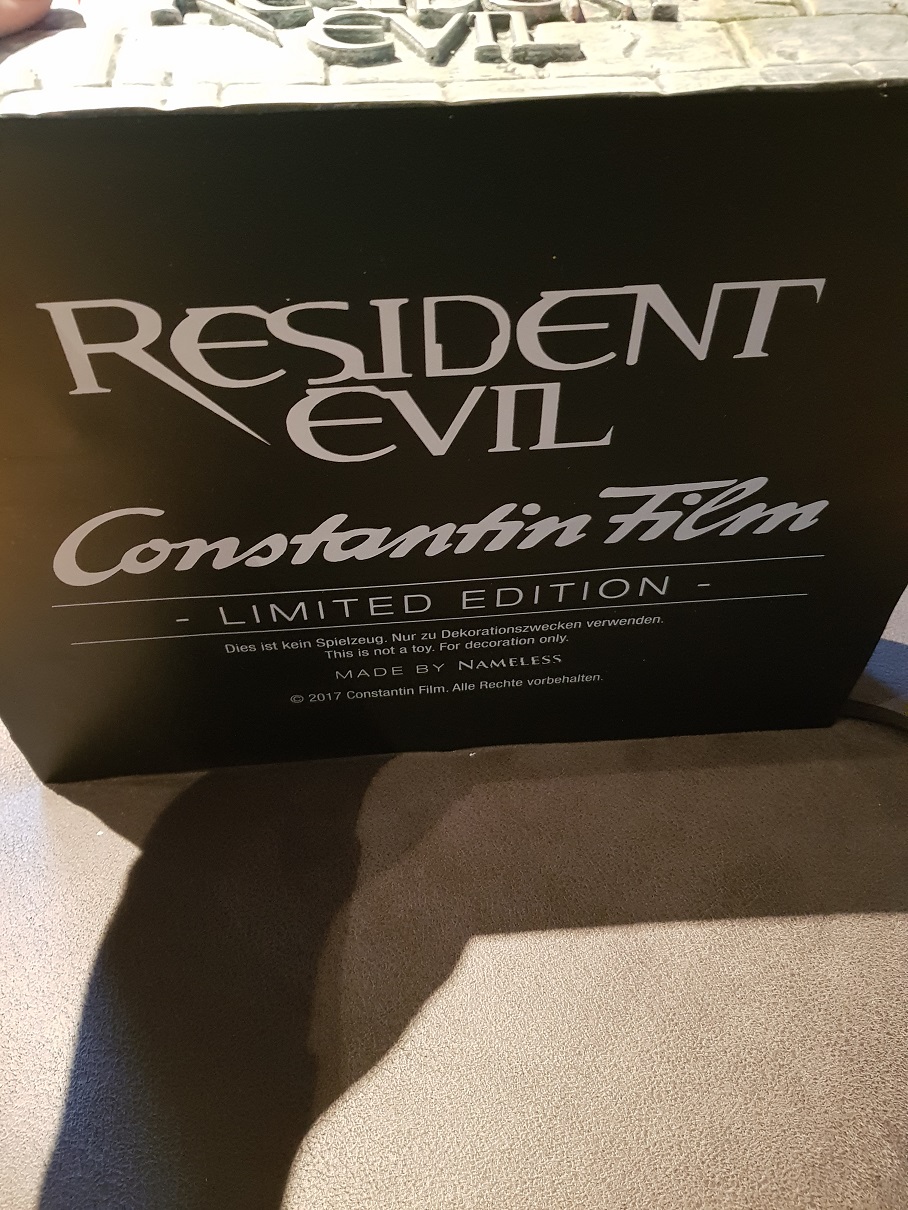 EVIL
RESIDENT
EVIL
Constantin Film
- LIMITED EDITION -
Dies ist kein Spielzeug. Nur zu Dekorationszwecken verwenden.
This is not a toy. For decoration only.
MADE BY NAMELESS
© 2017 Constantin Film. Alle Rechte vorbehalten.